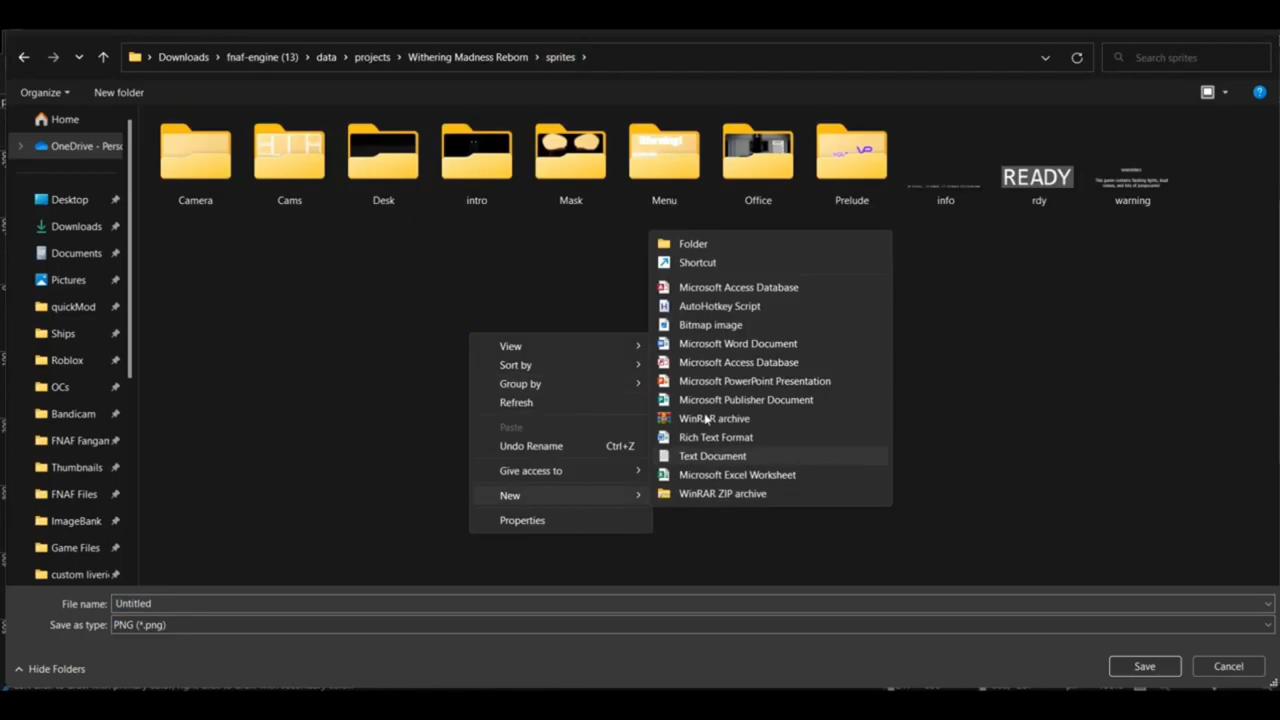 Downloads > fnaf-engine (13) > data > projects > Withering Madness Reborn > sprites >
Search sprites
Organize
New folder
Home
OneDrive - Perso
Desktop
Downloads
Documents
Pictures
quickMod
Ships
Roblox
OCs
Bandicam
FNAF Fangam
Thumbnails
FNAF Files
ImageBank
Game Files
custom liveri
Warning!
READY
Camera
Cams
Desk
intro
Mask
Menu
Office
Prelude
info
rdy
warning
View
Sort by
Group by
Refresh
Paste
Undo Rename Ctrl+Z
Give access to
New
Properties
Folder
Shortcut
Microsoft Access Database
AutoHotkey Script
Bitmap image
Microsoft Word Document
Microsoft Access Database
Microsoft PowerPoint Presentation
Microsoft Publisher Document
WinRAR archive
Rich Text Format
Text Document
Microsoft Excel Worksheet
WinRAR ZIP archive
File name: Untitled
Save as type: PNG (*.png)
Hide Folders
Save
Cancel